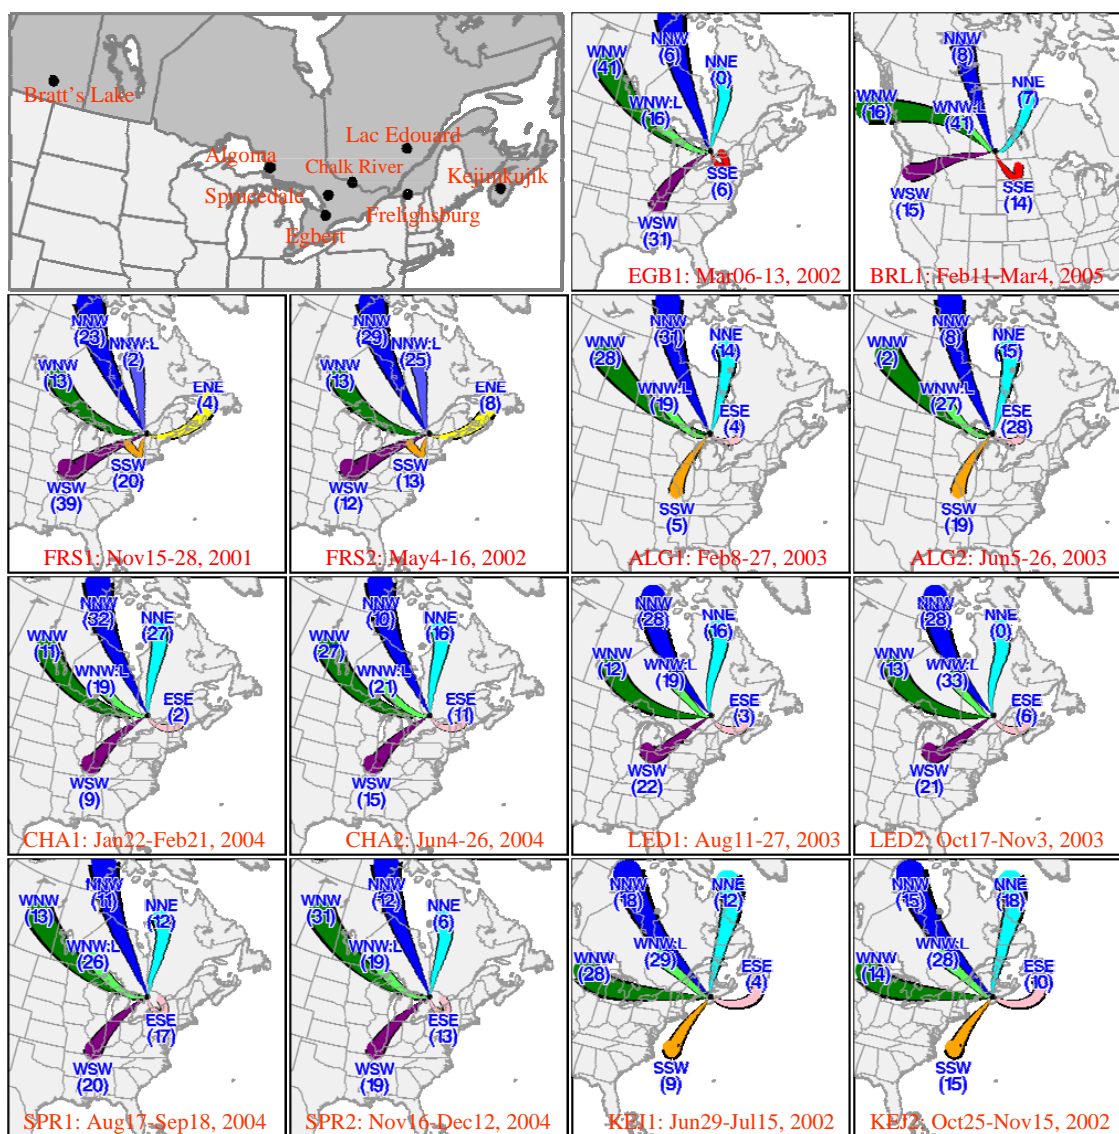 Bratt's Lake
Algoma
Lac Edouard
Chalk River
Kejimkujik
Sprucedale
Frelighsburg
Egbert
NNW
(6)
WNW
(41)
NNE
(0)
WNW:L
(16)
SSE
(6)
WSW
(31)
EGB1: Mar06-13, 2002
NNW
(8)
NNE
(7)
WNW
(16)
WNW:L
(41)
WSW
(15)
SSE
(14)
BRL1: Feb11-Mar4, 2005
NNW
(23)
NNW:L
(2)
WNW
(13)
ENE
(4)
SSW
(20)
WSW
(39)
FRS1: Nov15-28, 2001
NNW
(29)
NNW:L
(25)
WNW
(13)
ENE
(8)
SSW
(13)
WSW
(12)
FRS2: May4-16, 2002
NNW
(31)
NNE
(14)
WNW
(28)
WNW:L
(19)
ESE
(4)
SSW
(5)
ALG1: Feb8-27, 2003
NNW
(8)
NNE
(15)
WNW
(2)
WNW:L
(27)
ESE
(28)
SSW
(19)
ALG2: Jun5-26, 2003
NNW
(32)
NNE
(27)
WNW
(11)
WNW:L
(19)
ESE
(2)
WSW
(9)
CHA1: Jan22-Feb21, 2004
NNW
(10)
NNE
(16)
WNW
(27)
WNW:L
(21)
ESE
(11)
WSW
(15)
CHA2: Jun4-26, 2004
NNW
(28)
NNE
(16)
WNW
(12)
WNW:L
(19)
ESE
(3)
WSW
(22)
LED1: Aug11-27, 2003
NNW
(28)
NNE
(0)
WNW
(13)
WNW:L
(33)
ESE
(6)
WSW
(21)
LED2: Oct17-Nov3, 2003
NNW
(11)
NNE
(12)
WNW
(13)
WNW:L
(26)
ESE
(17)
WSW
(20)
SPR1: Aug17-Sep18, 2004
NNW
(12)
NNE
(6)
WNW
(31)
WNW:L
(19)
ESE
(13)
WSW
(19)
SPR2: Nov16-Dec12, 2004
NNW
(18)
NNE
(12)
WNW
(28)
WNW:L
(29)
ESE
(4)
SSW
(9)
KEJ1: Jun29-Jul15, 2002
NNW
(15)
NNE
(18)
WNW
(14)
WNW:L
(28)
ESE
(10)
SSW
(15)
KEJ2: Oct25-Nov15, 2002